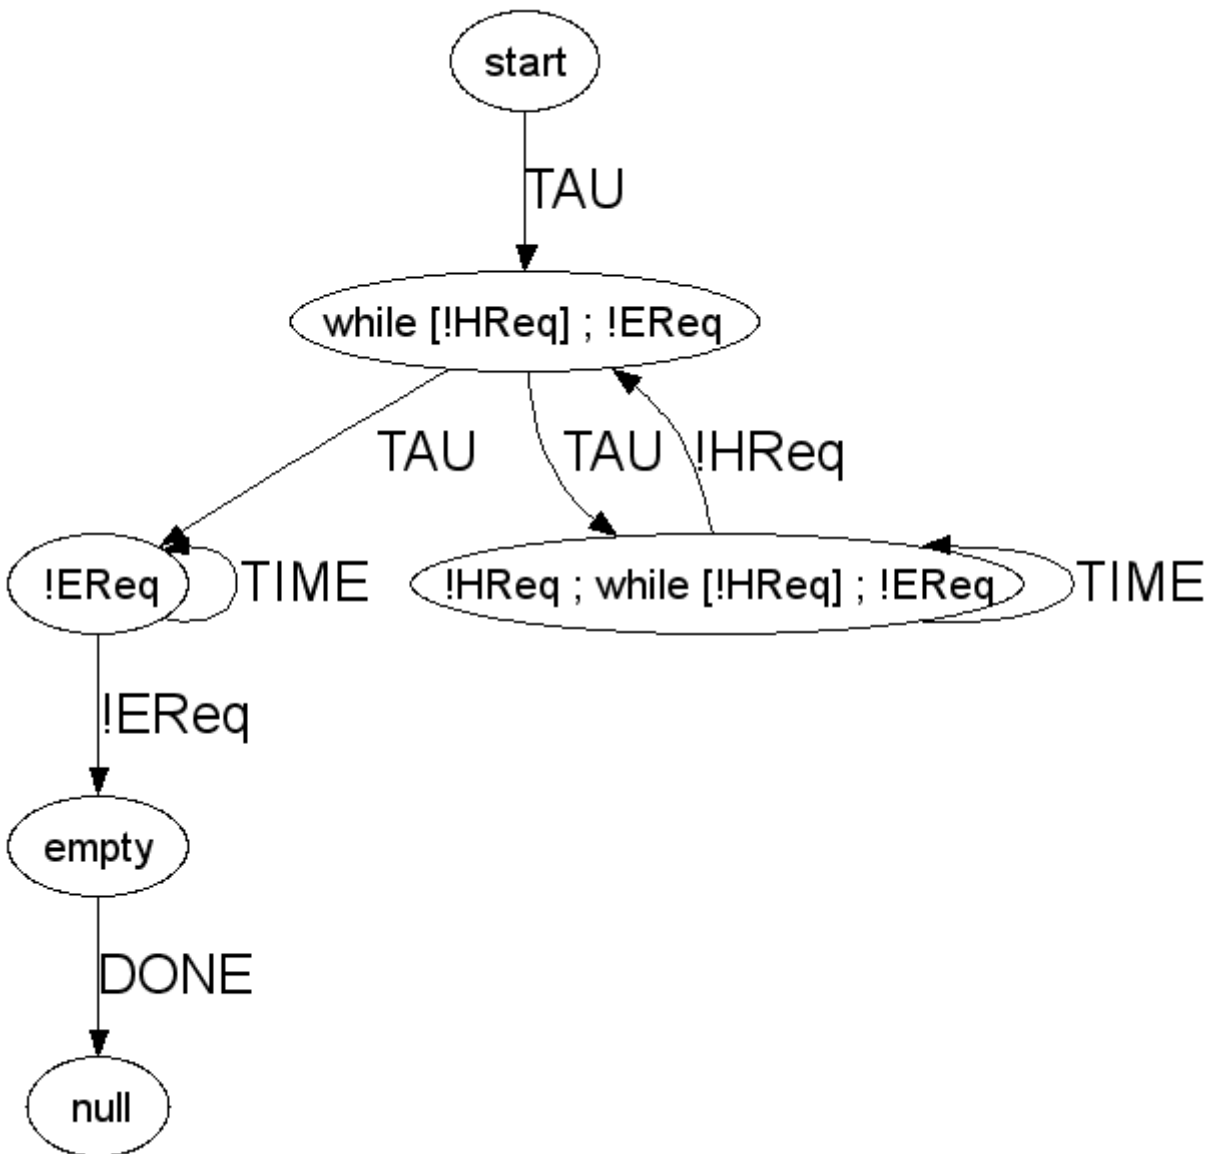 start
TAU
while [!HReq] ; !EReq
TAU
TAU
!HReq
!EReq
TIME
!HReq ; while [!HReq] ; !EReq
TIME
!EReq
empty
DONE
null